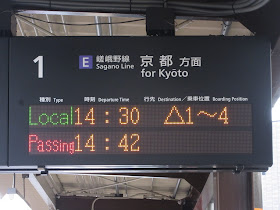 1 E 嵯峨野線 京都方面
Sagano Line for Kyōto
種別 Type 時刻 Departure Time 行先 Destination／乗車位置 Boarding Position
Local 14:30 △1～4
Passing 14:42